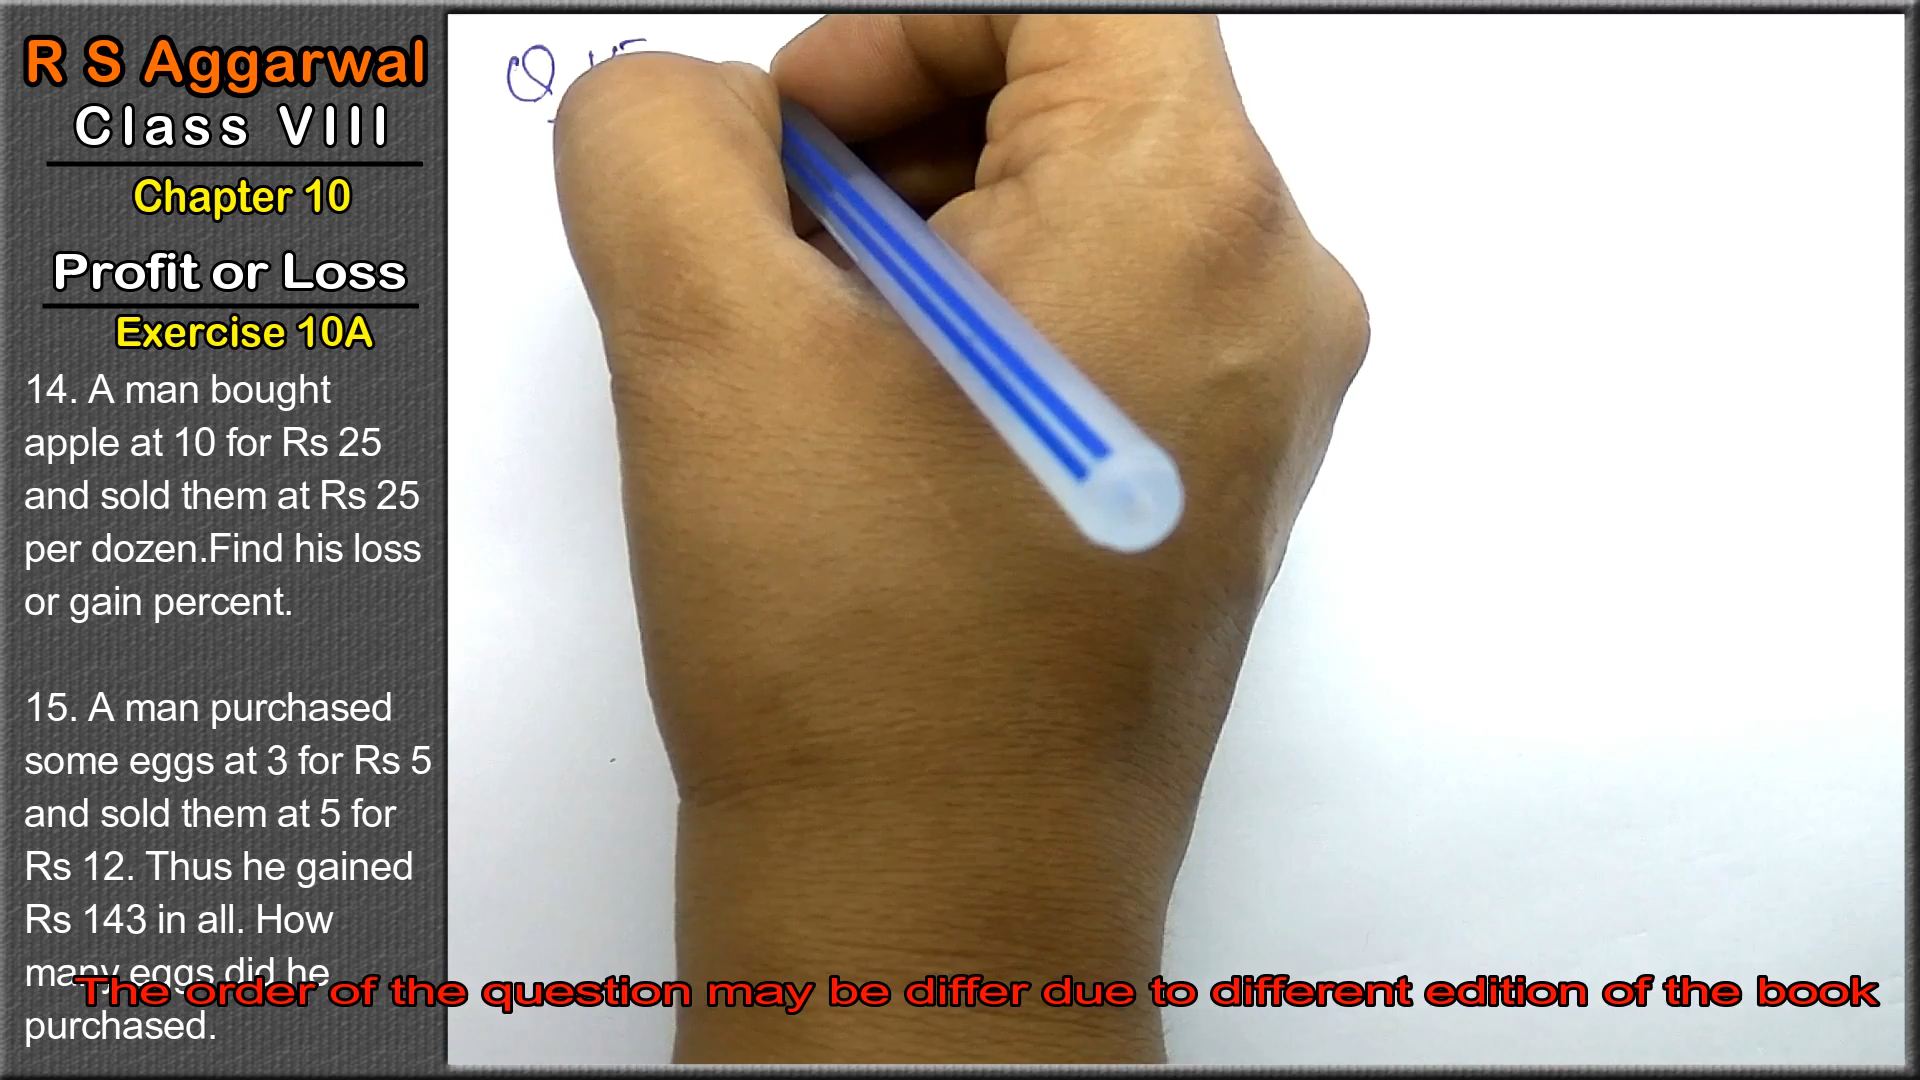 R S Aggarwal
Class VIII
Chapter 10
Profit or Loss
Exercise 10A
14. A man bought
apple at 10 for Rs 25
and sold them at Rs 25
per dozen.Find his loss
or gain percent.
15. A man purchased
some eggs at 3 for Rs 5
and sold them at 5 for
Rs 12. Thus he gained
Rs 143 in all. How
many eggs did he
purchased.
The order of the question may be differ due to different edition of the book
Q